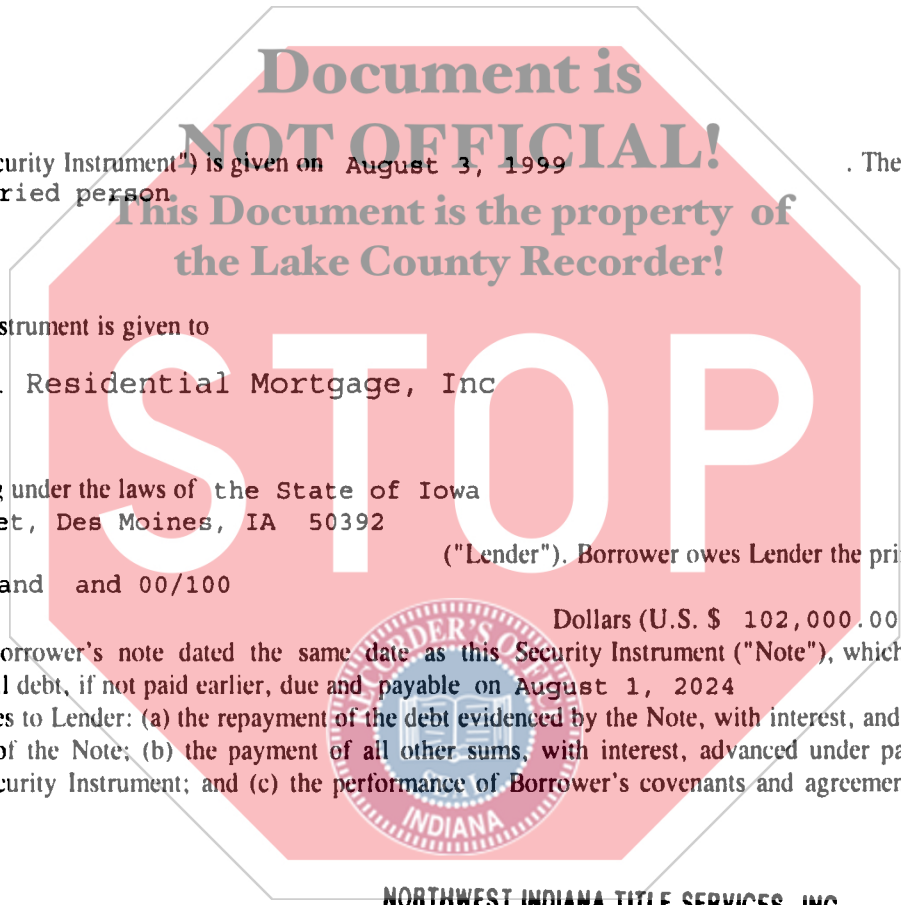 Document is
NOT OFFICIAL!
curity Instrument") is given on August 3, 1999 . The
ried person
This Document is the property of
the Lake County Recorder!
strument is given to
Residential Mortgage, Inc
STOP
under the laws of the State of Iowa
et, Des Moines, IA 50392
("Lender"). Borrower owes Lender the pri
and and 00/100
Dollars (U.S. $ 102,000.00
RECORDER'S OFFICE
orrower's note dated the same date as this Security Instrument ("Note"), which
l debt, if not paid earlier, due and payable on August 1, 2024
es to Lender: (a) the repayment of the debt evidenced by the Note, with interest, and
of the Note; (b) the payment of all other sums, with interest, advanced under pa
curity Instrument; and (c) the performance of Borrower's covenants and agreemen
SEAL
INDIANA
NORTHWEST INDIANA TITLE SERVICES, INC